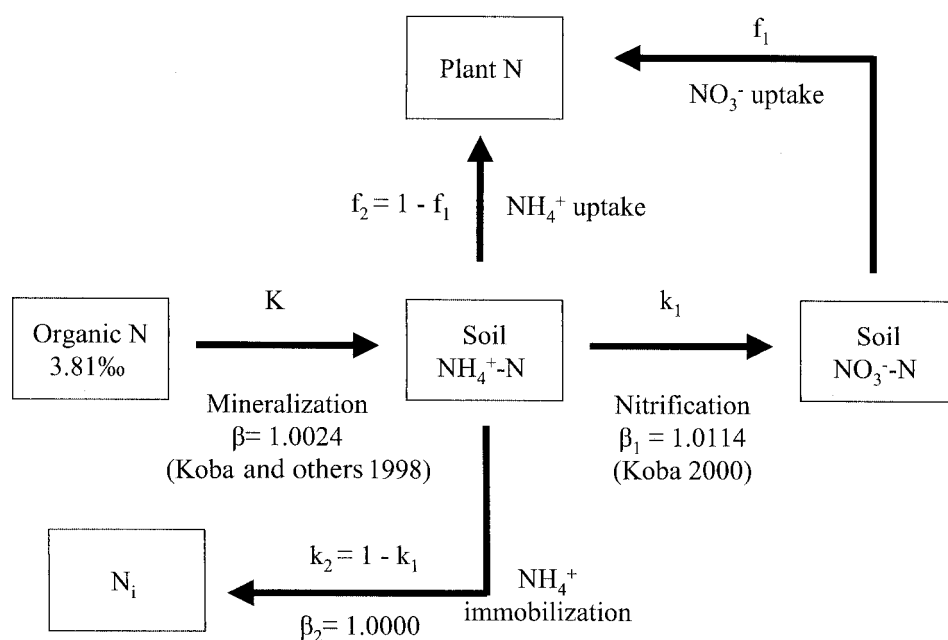 f₁
Plant N
NO₃⁻ uptake
f₂ = 1 - f₁
NH₄⁺ uptake
K
k₁
Organic N
3.81‰
Soil
NH₄⁺-N
Soil
NO₃⁻-N
Mineralization
β= 1.0024
(Koba and others 1998)
Nitrification
β₁ = 1.0114
(Koba 2000)
Nᵢ
k₂ = 1 - k₁
β₂ = 1.0000
NH₄⁺
immobilization